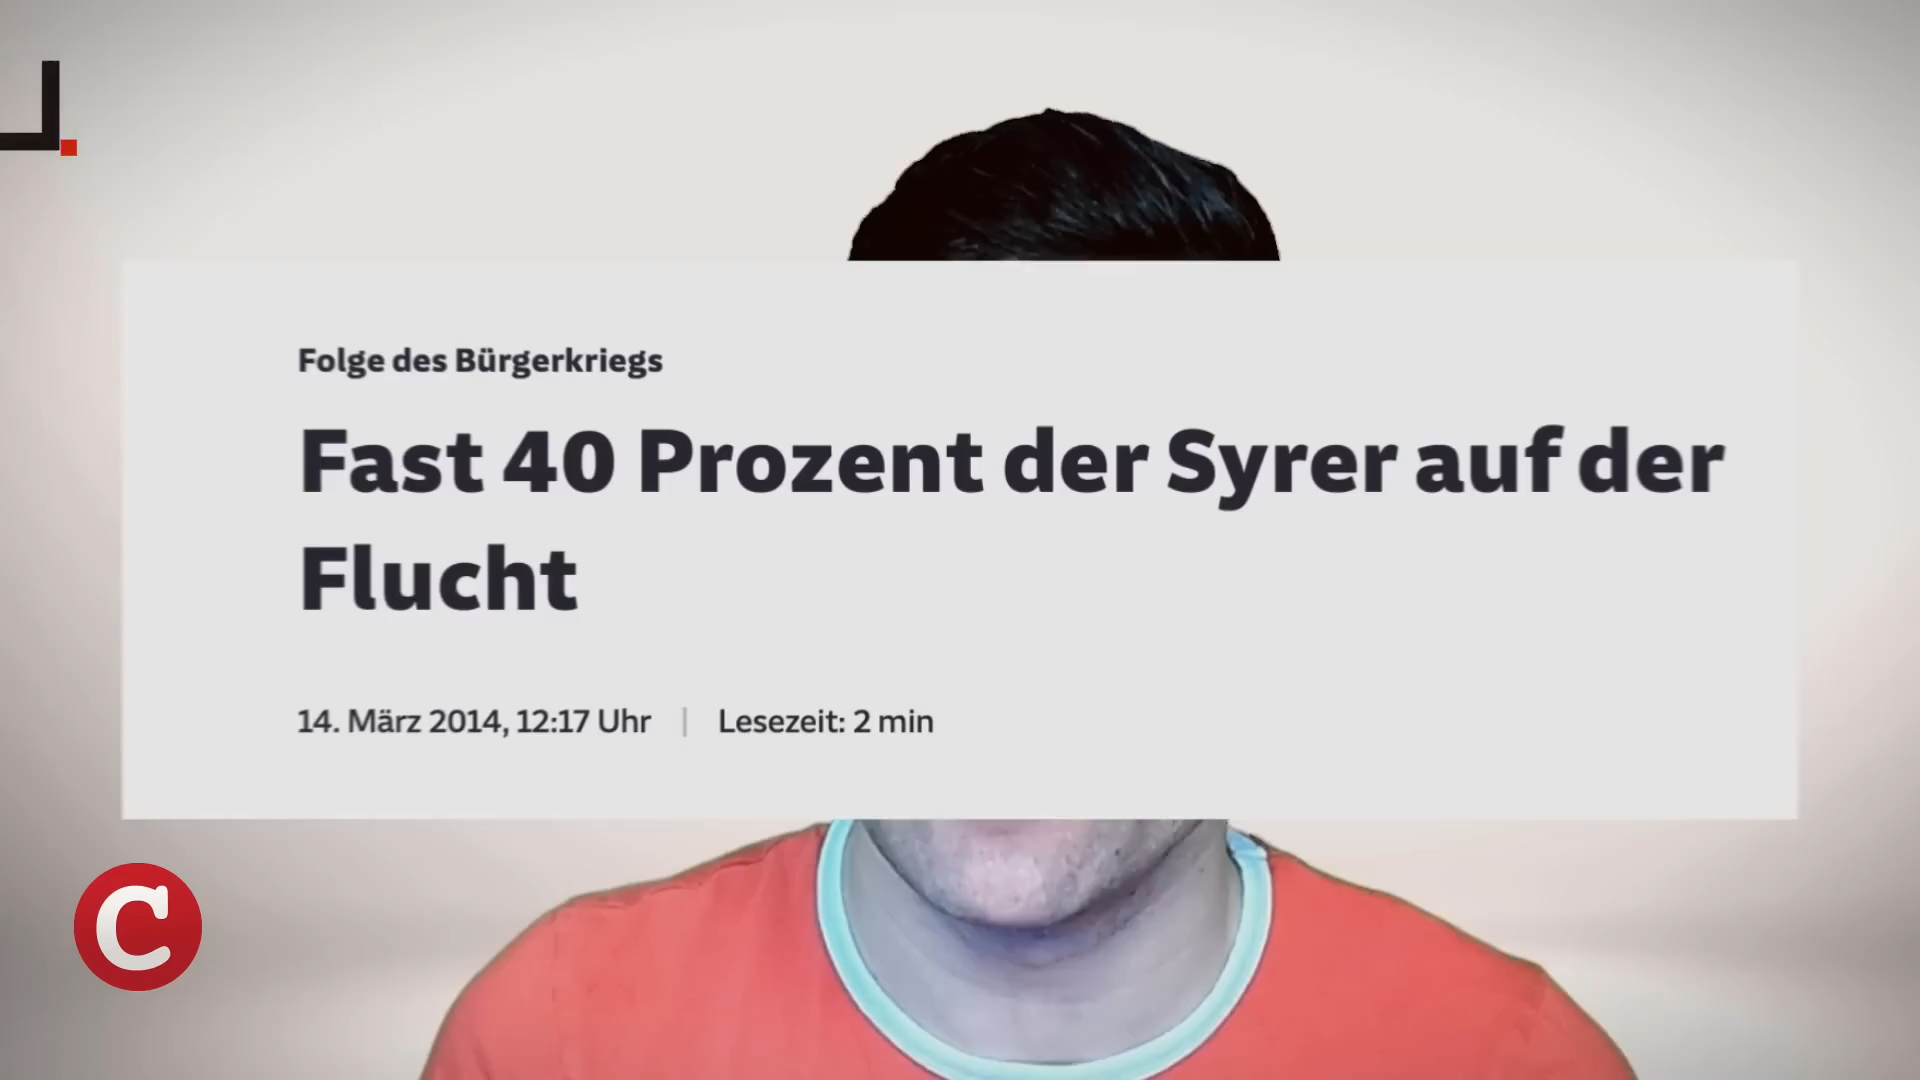 Folge des Bürgerkriegs
Fast 40 Prozent der Syrer auf der
Flucht
14. März 2014, 12:17 Uhr | Lesezeit: 2 min
C